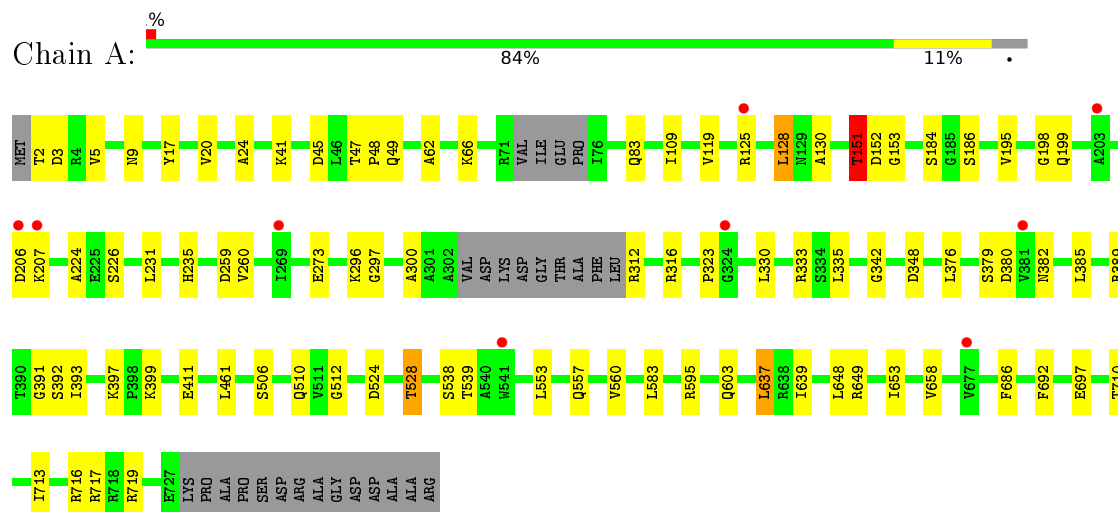 .%
Chain A:
84% 11% •
MET T2 D3 R4 V5 N9 Y17 V20 A24 K41 D45 L46 T47 P48 Q49 A62 K66 R71 VAL ILE GLU PRO I76 Q83 I109 V119 R125 L128 N129 A130 T151 D152 G153 S184 G185 S186 V195 G198 Q199 A203
D206 K207 A224 E225 S226 L231 H235 D259 V260 I269 E273 K296 G297 A300 A301 A302 VAL ASP LYS ASP GLY THR ALA PHE LEU R312 R316 P323 G324 L330 R333 S334 L335 G342 D348 L376 S379 D380 V381 N382 L385 R389
T390 G391 S392 I393 K397 P398 K399 E411 L461 S506 Q510 V511 G512 D524 T528 S538 T539 A540 W541 L553 Q557 V560 L583 R595 Q603 L637 R638 I639 L648 R649 I653 V658 V677 F686 F692 E697 T710
I713 R716 R717 R718 R719 E727 LYS PRO ALA PRO SER ASP ARG ALA GLY ASP ASP ALA ALA ARG